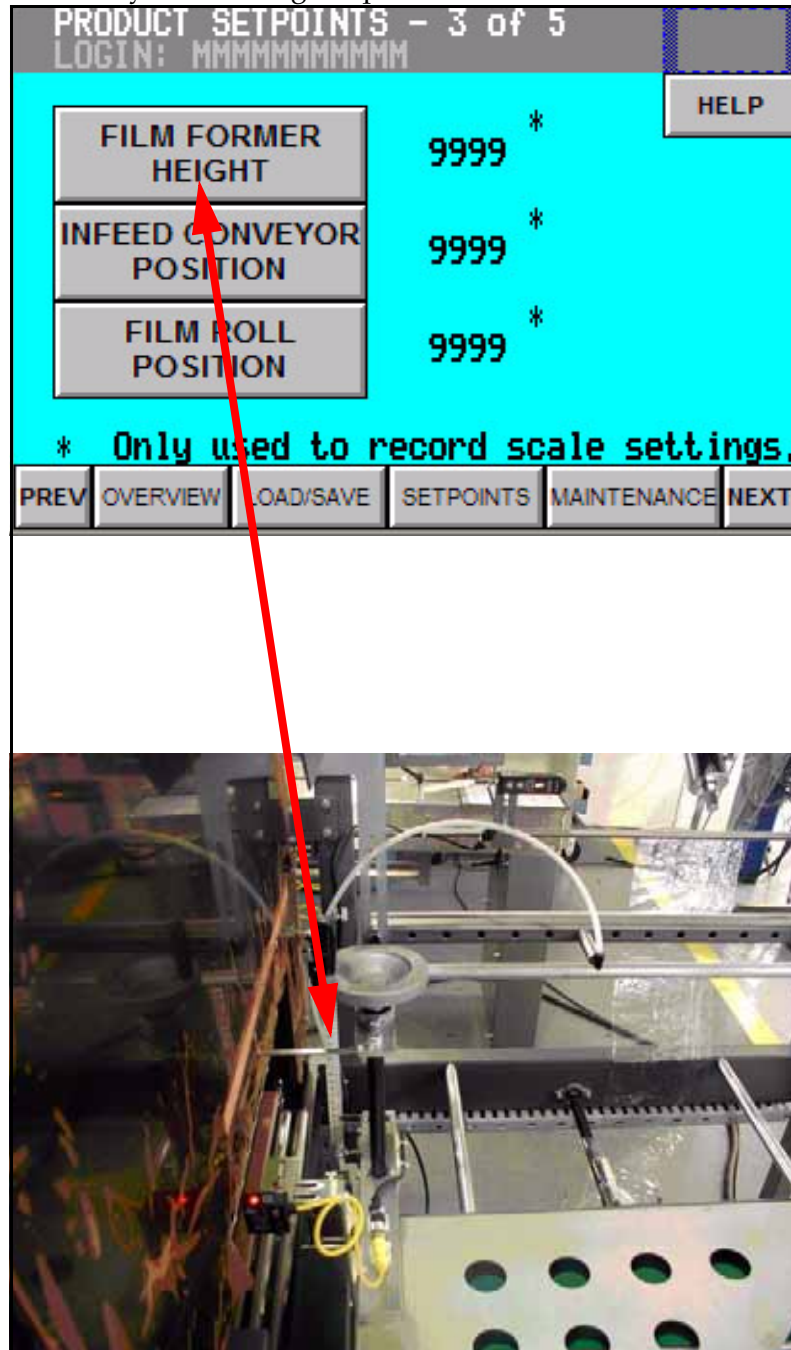 PRODUCT SETPOINTS - 3 of 5
LOGIN: MMMMMMMMMMM
HELP
FILM FORMER
HEIGHT
9999 *
INFEED CONVEYOR
POSITION
9999 *
FILM ROLL
POSITION
9999 *
* Only used to record scale settings.
PREV OVERVIEW LOAD/SAVE SETPOINTS MAINTENANCE NEXT